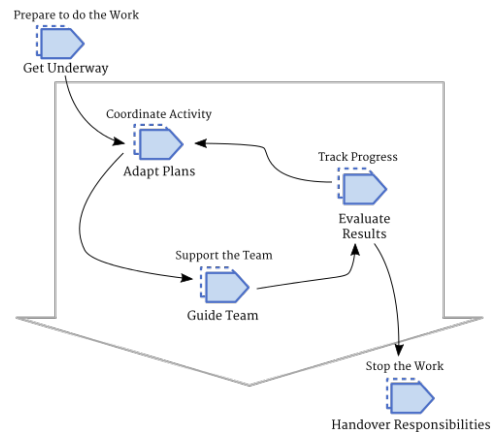 Prepare to do the Work
Get Underway
Coordinate Activity
Adapt Plans
Track Progress
Evaluate
Results
Support the Team
Guide Team
Stop the Work
Handover Responsibilities